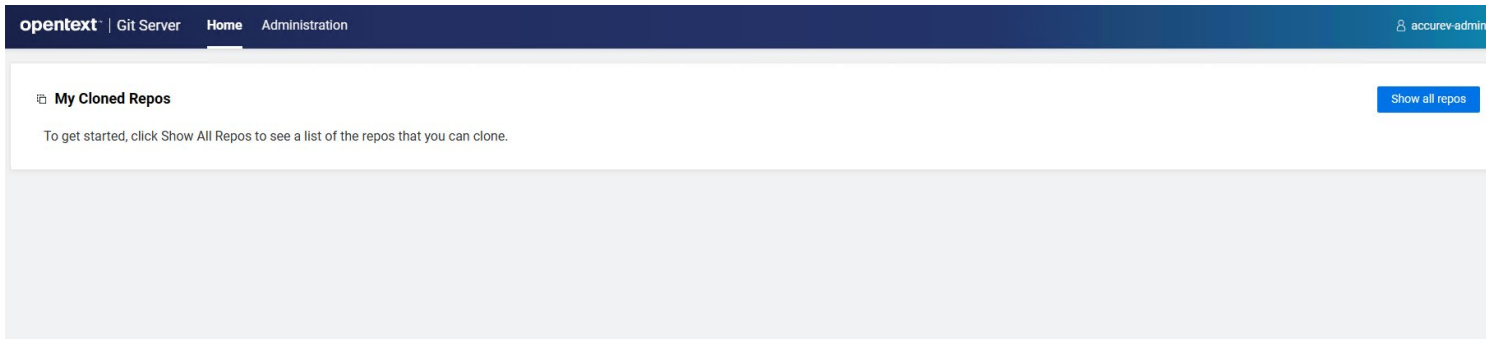 opentext™ | Git Server Home Administration accurev-admin
My Cloned Repos Show all repos
To get started, click Show All Repos to see a list of the repos that you can clone.